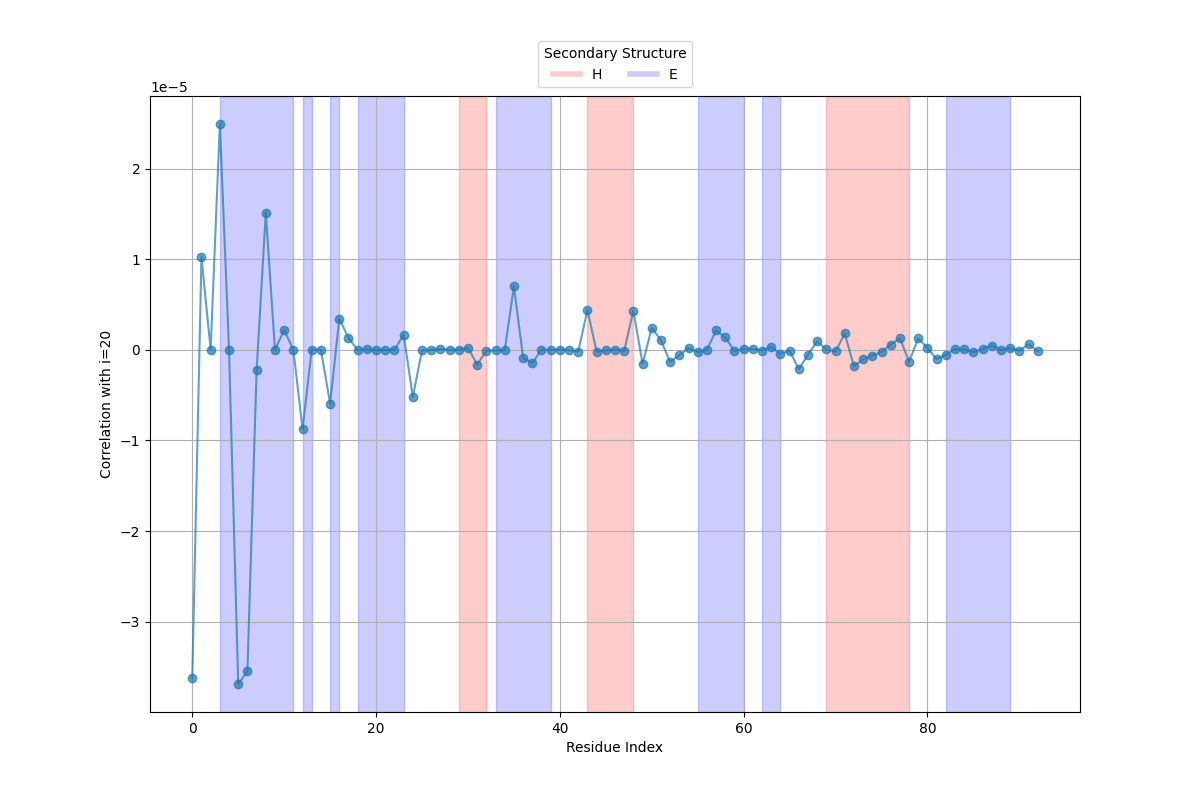 Secondary Structure
H E
1e−5
2
1
0
−1
−2
−3
Correlation with i=20
0 20 40 60 80
Residue Index